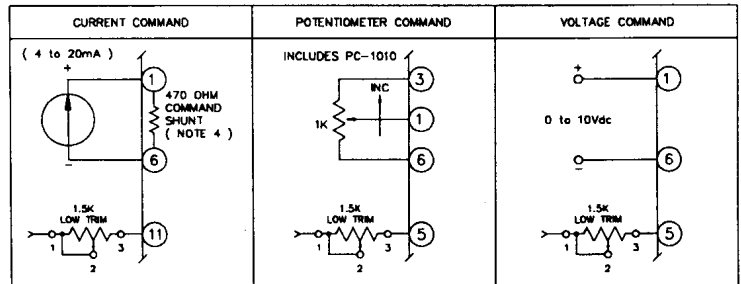 CURRENT COMMAND
( 4 to 20mA )
+
1
470 OHM
COMMAND
SHUNT
( NOTE 4 )
6
−
1.5K
LOW TRIM
1
3
2
11
POTENTIOMETER COMMAND
INCLUDES PC-1010
3
INC
1K
1
6
1.5K
LOW TRIM
1
3
2
5
VOLTAGE COMMAND
+
1
0 to 10Vdc
6
−
1.5K
LOW TRIM
1
3
2
5